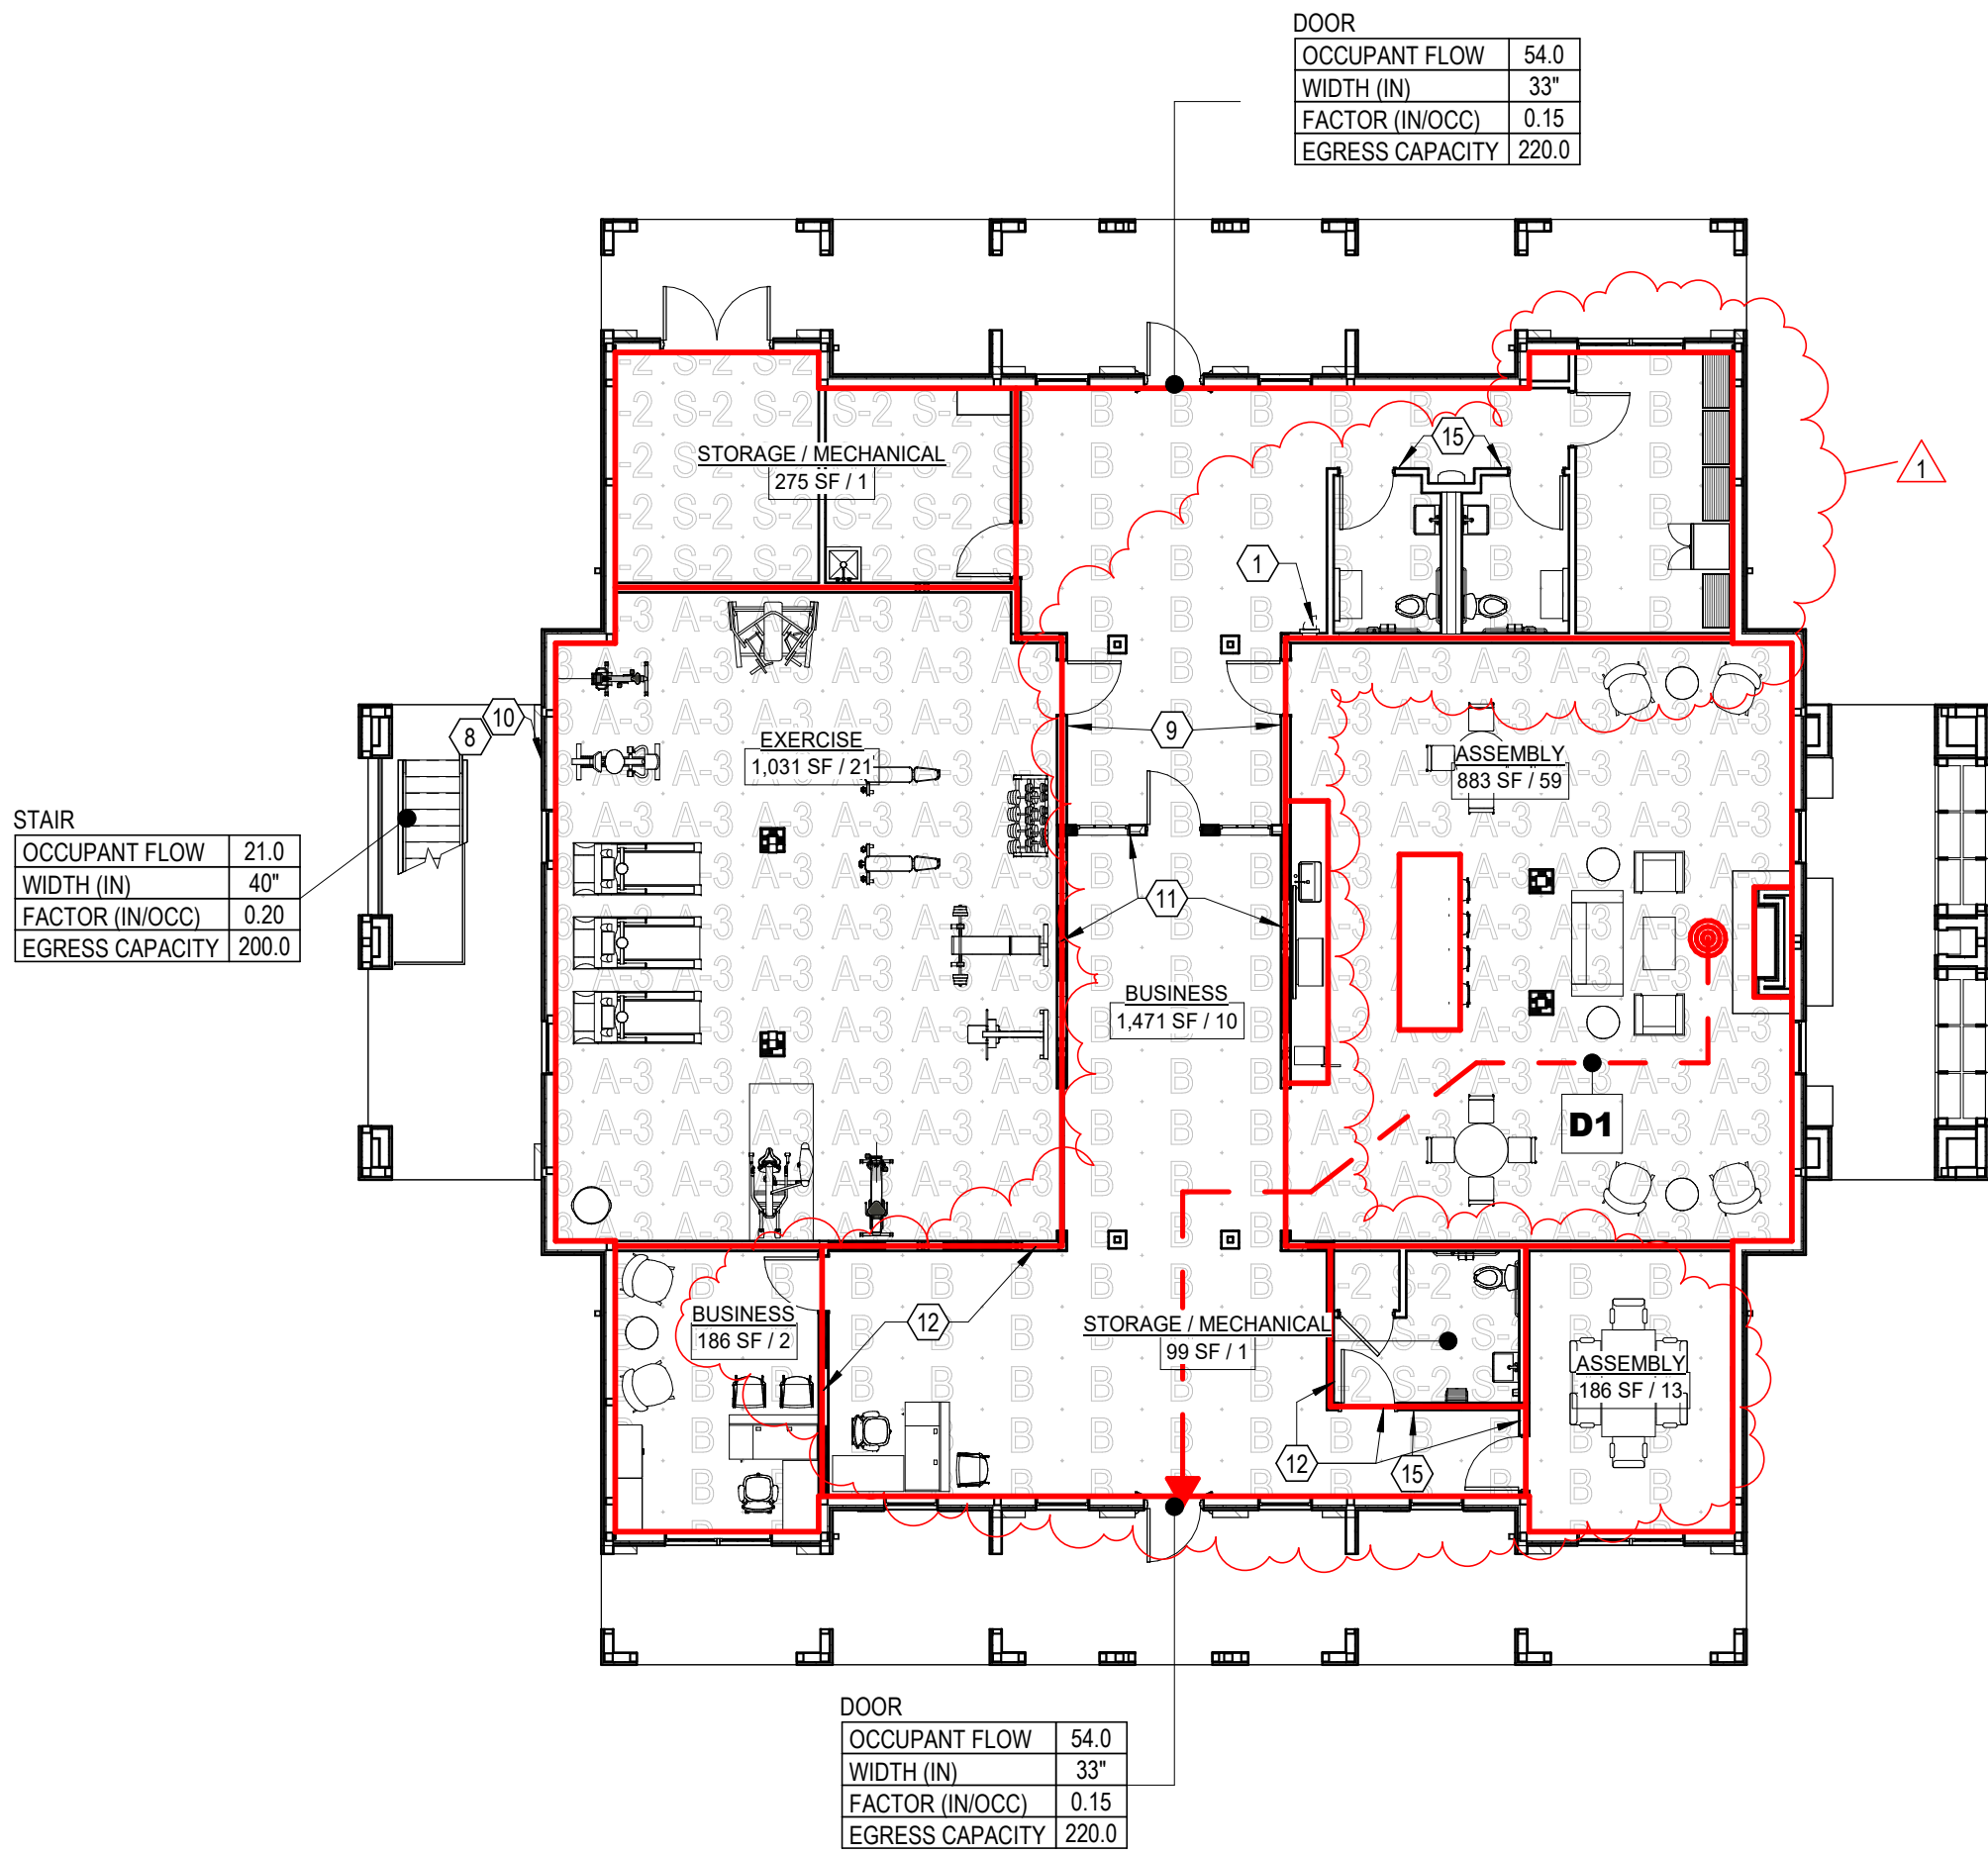 DOOR
OCCUPANT FLOW 54.0
WIDTH (IN) 33"
FACTOR (IN/OCC) 0.15
EGRESS CAPACITY 220.0
STORAGE / MECHANICAL
275 SF / 1
15
1
1
10
8
9
EXERCISE
1,031 SF / 21
ASSEMBLY
883 SF / 59
STAIR
OCCUPANT FLOW 21.0
WIDTH (IN) 40"
FACTOR (IN/OCC) 0.20
EGRESS CAPACITY 200.0
11
BUSINESS
1,471 SF / 10
D1
BUSINESS
186 SF / 2
12
STORAGE / MECHANICAL
99 SF / 1
ASSEMBLY
186 SF / 13
12
15
DOOR
OCCUPANT FLOW 54.0
WIDTH (IN) 33"
FACTOR (IN/OCC) 0.15
EGRESS CAPACITY 220.0